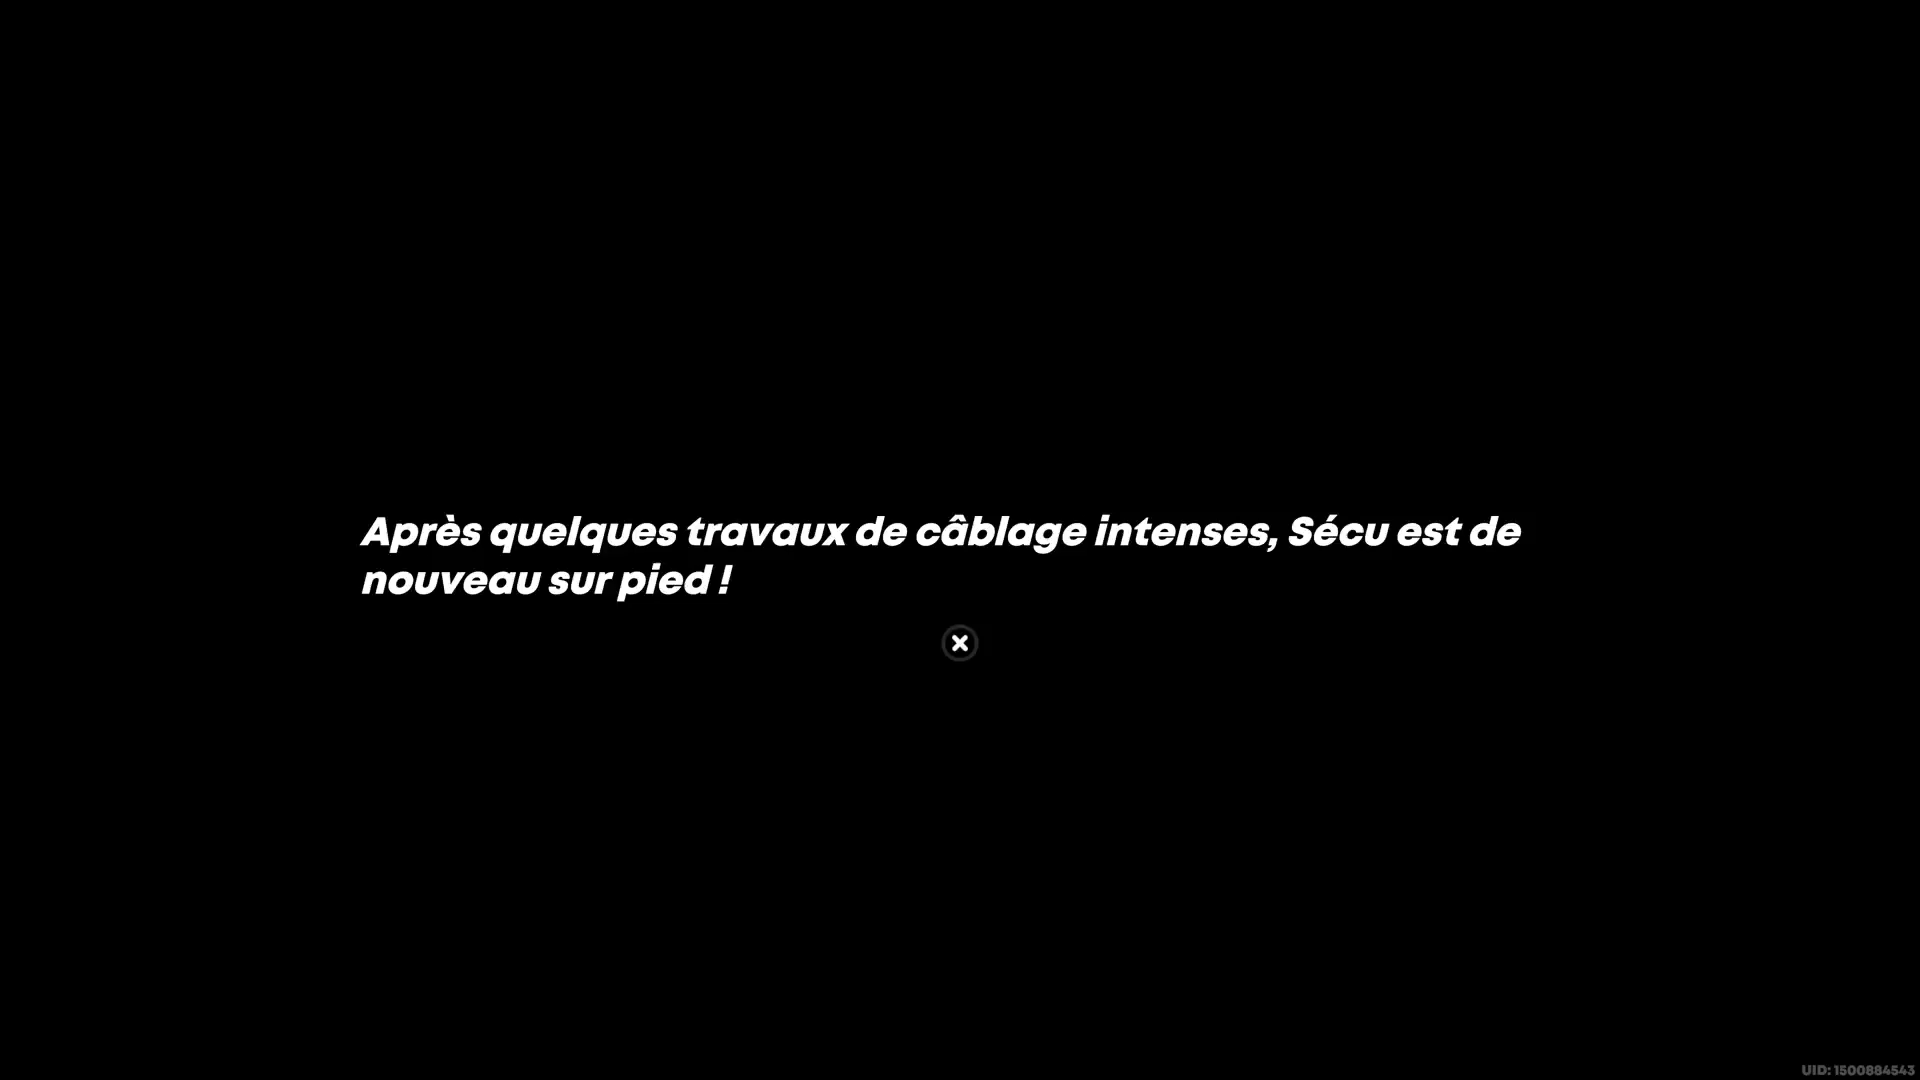 Après quelques travaux de câblage intenses, Sécu est de
nouveau sur pied !
UID: 1500884543